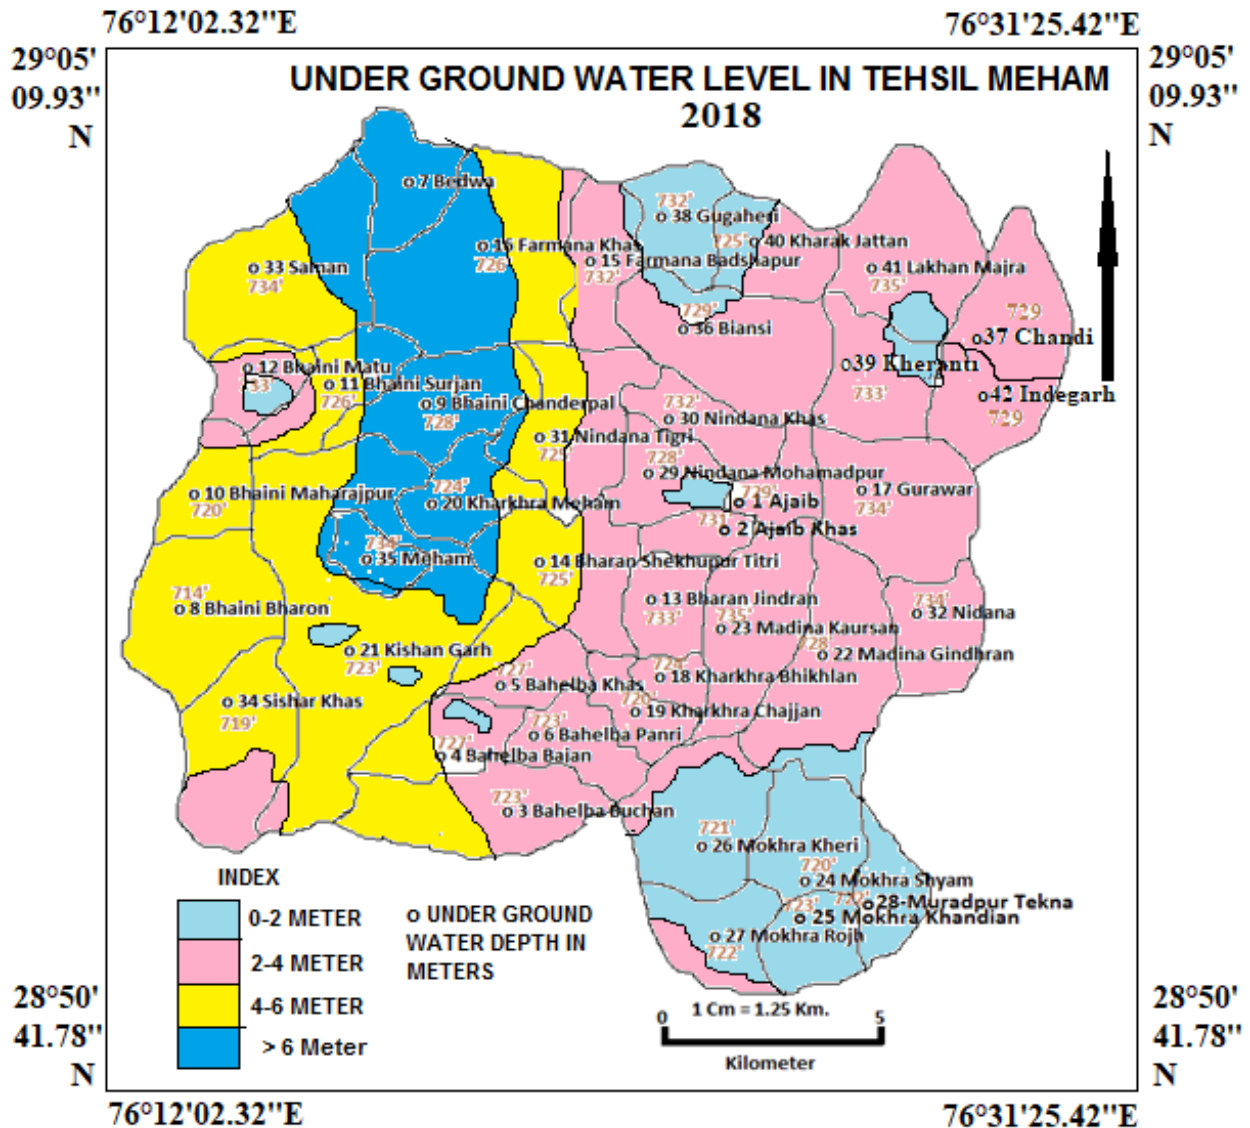 76°12'02.32"E
76°31'25.42"E
29°05'
09.93"
N
29°05'
09.93"
N
UNDER GROUND WATER LEVEL IN TEHSIL MEHAM
2018
o 7 Bedwa
732'
o 38 Gugaheri
725'
o 40 Kharak Jattan
o 16 Farmana Khas
726'
o 15 Farmana Badshapur
732'
o 33 Saman
734'
o 41 Lakhan Majra
735'
729'
o 36 Biansi
729
o37 Chandi
o39 Kheranti
733'
o42 Indegarh
729
o 12 Bhaini Matu
733'
o 11 Bhaini Surjan
726'
o 9 Bhaini Chanderpal
728'
732'
o 30 Nindana Khas
o 31 Nindana Tigri
725'
728'
o 29 Nindana Mohamadpur
729'
o 1 Ajaib
731'
o 2 Ajaib Khas
o 17 Gurawar
734'
o 10 Bhaini Maharajpur
720'
724'
o 20 Kharkhra Meham
734'
o 35 Meham
o 14 Bharan Shekhupur Titri
725'
714'
o 8 Bhaini Bharon
o 13 Bharan Jindran
733'
735'
o 23 Madina Kaursan
734'
o 32 Nidana
728
o 22 Madina Gindhran
o 21 Kishan Garh
723'
727'
o 5 Bahelba Khas
724'
o 18 Kharkhra Bhikhlan
o 34 Sishar Khas
719'
720'
o 19 Kharkhra Chajjan
723'
o 6 Bahelba Panri
727'
o 4 Bahelba Bajan
723'
o 3 Bahelba Buchan
721'
o 26 Mokhra Kheri
720'
o 24 Mokhra Shyam
722'
o28-Muradpur Tekna
723'
o 25 Mokhra Khandian
o 27 Mokhra Rojh
722'
INDEX
0-2 METER
2-4 METER
4-6 METER
> 6 Meter
o UNDER GROUND
WATER DEPTH IN
METERS
1 Cm = 1.25 Km.
0
5
Kilometer
28°50'
41.78"
N
28°50'
41.78"
N
76°12'02.32"E
76°31'25.42"E